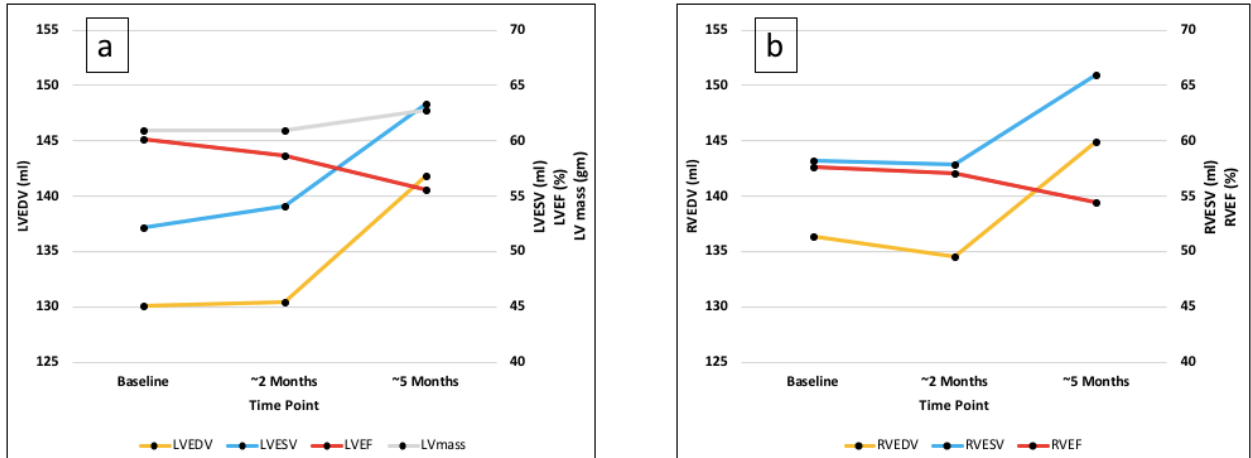 a
155
150
145
140
135
130
125
LVEDV (ml)
70
65
60
55
50
45
40
LVESV (ml)
LVEF (%)
LV mass (gm)
Baseline
~2 Months
~5 Months
Time Point
LVEDV
LVESV
LVEF
LVmass
b
155
150
145
140
135
130
125
RVEDV (ml)
70
65
60
55
50
45
40
RVESV (ml)
RVEF (%)
Baseline
~2 Months
~5 Months
Time Point
RVEDV
RVESV
RVEF